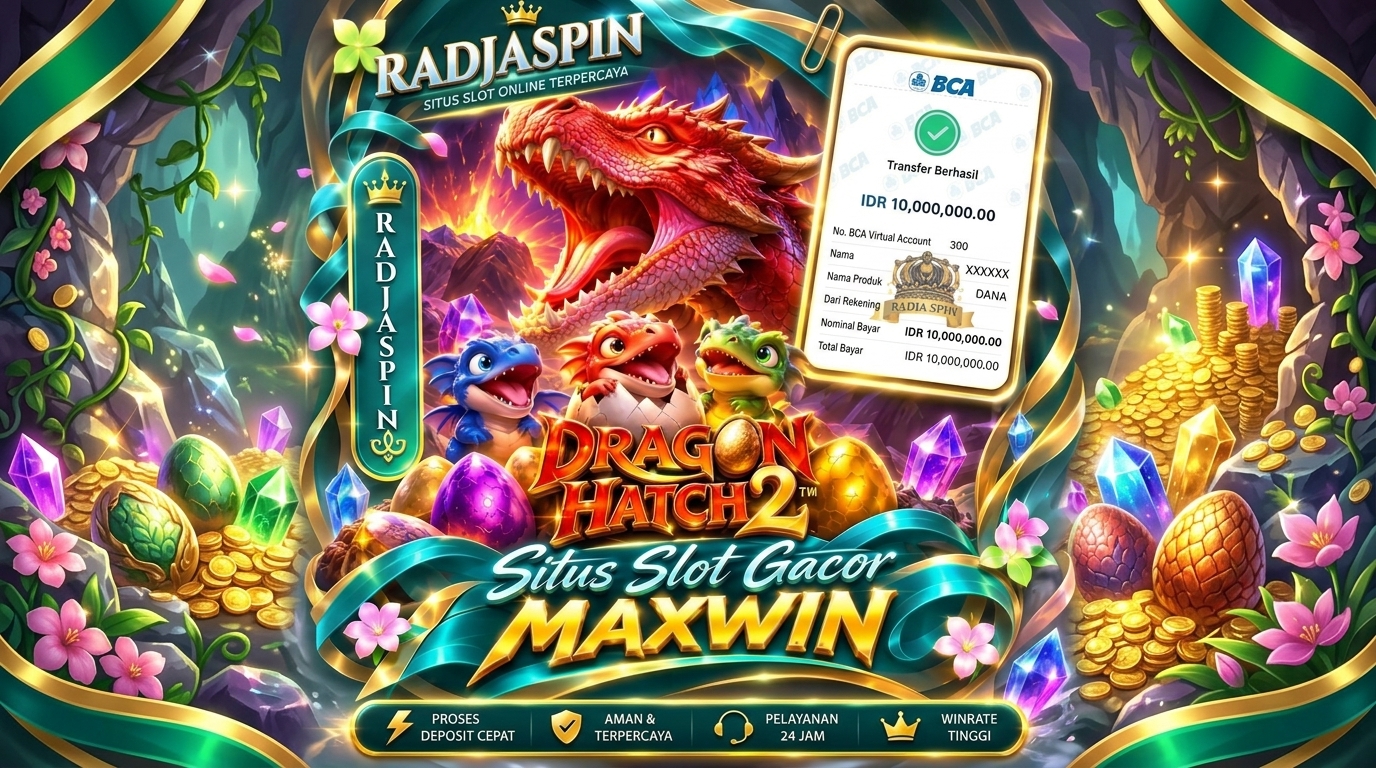 RADJASPIN
SITUS SLOT ONLINE TERPERCAYA
RADJASPIN
BCA
Transfer Berhasil
IDR 10,000,000.00
No. BCA Virtual Account 300
Nama XXXXXX
Nama Produk DANA
Dari Rekening
Nominal Bayar IDR 10,000,000.00
Total Bayar IDR 10,000,000.00
RADIA SPIN
DRAGON
HATCH 2™
Situs Slot Gacor
MAXWIN
PROSES
DEPOSIT CEPAT
AMAN &
TERPERCAYA
PELAYANAN
24 JAM
WINRATE
TINGGI